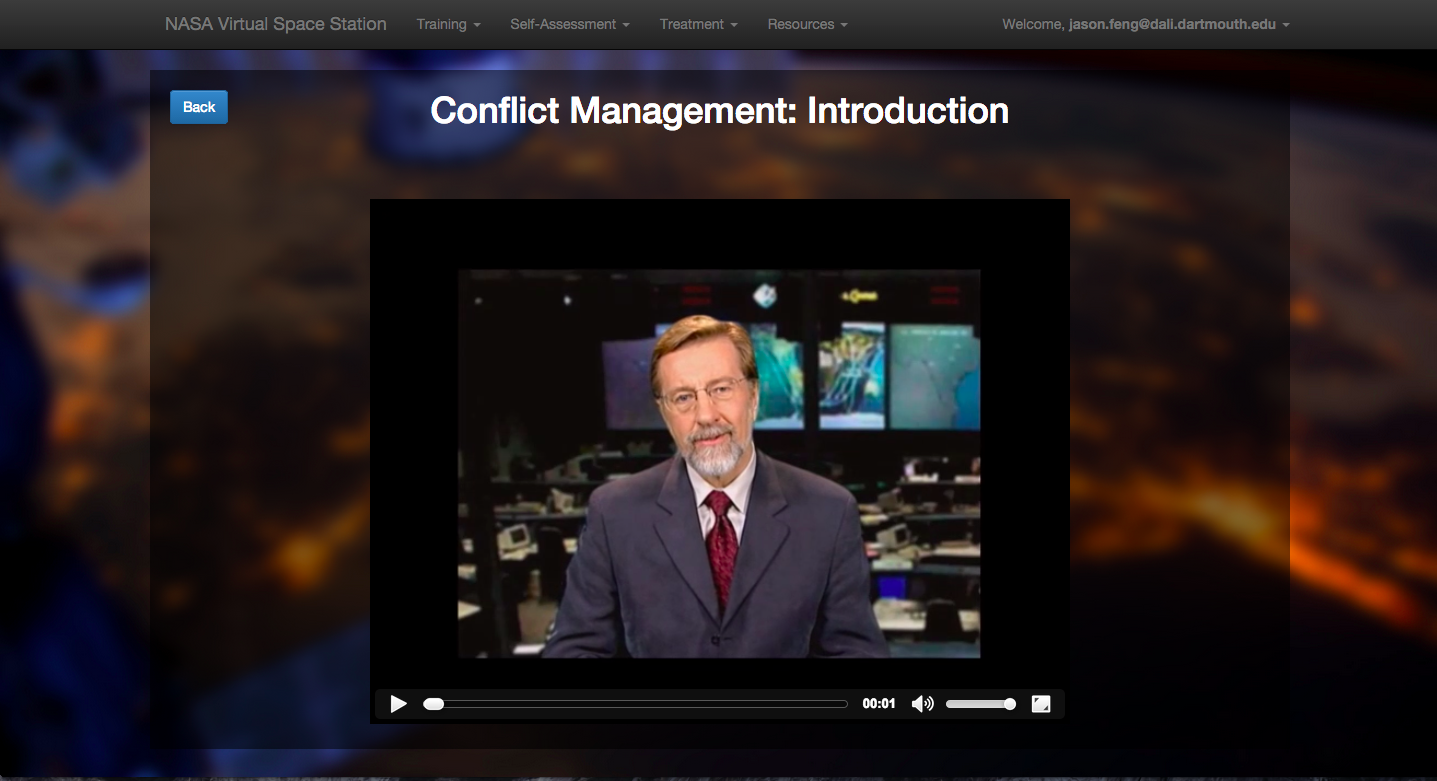 NASA Virtual Space Station Training Self-Assessment Treatment Resources Welcome, jason.feng@dali.dartmouth.edu
Back
Conflict Management: Introduction
00:01